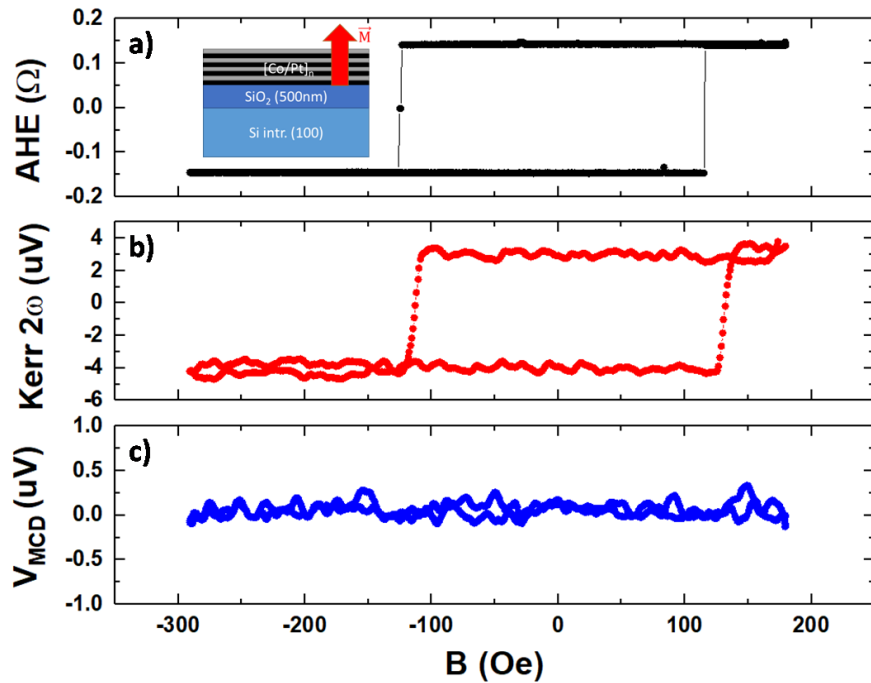 a)
AHE (Ω)
0.2
0.1
0.0
-0.1
-0.2
M
[Co/Pt]n
SiO₂ (500nm)
Si intr. (100)
b)
Kerr 2ω (uV)
4
2
0
-2
-4
-6
c)
V_MCD (uV)
1.0
0.5
0.0
-0.5
-1.0
-300 -200 -100 0 100 200
B (Oe)